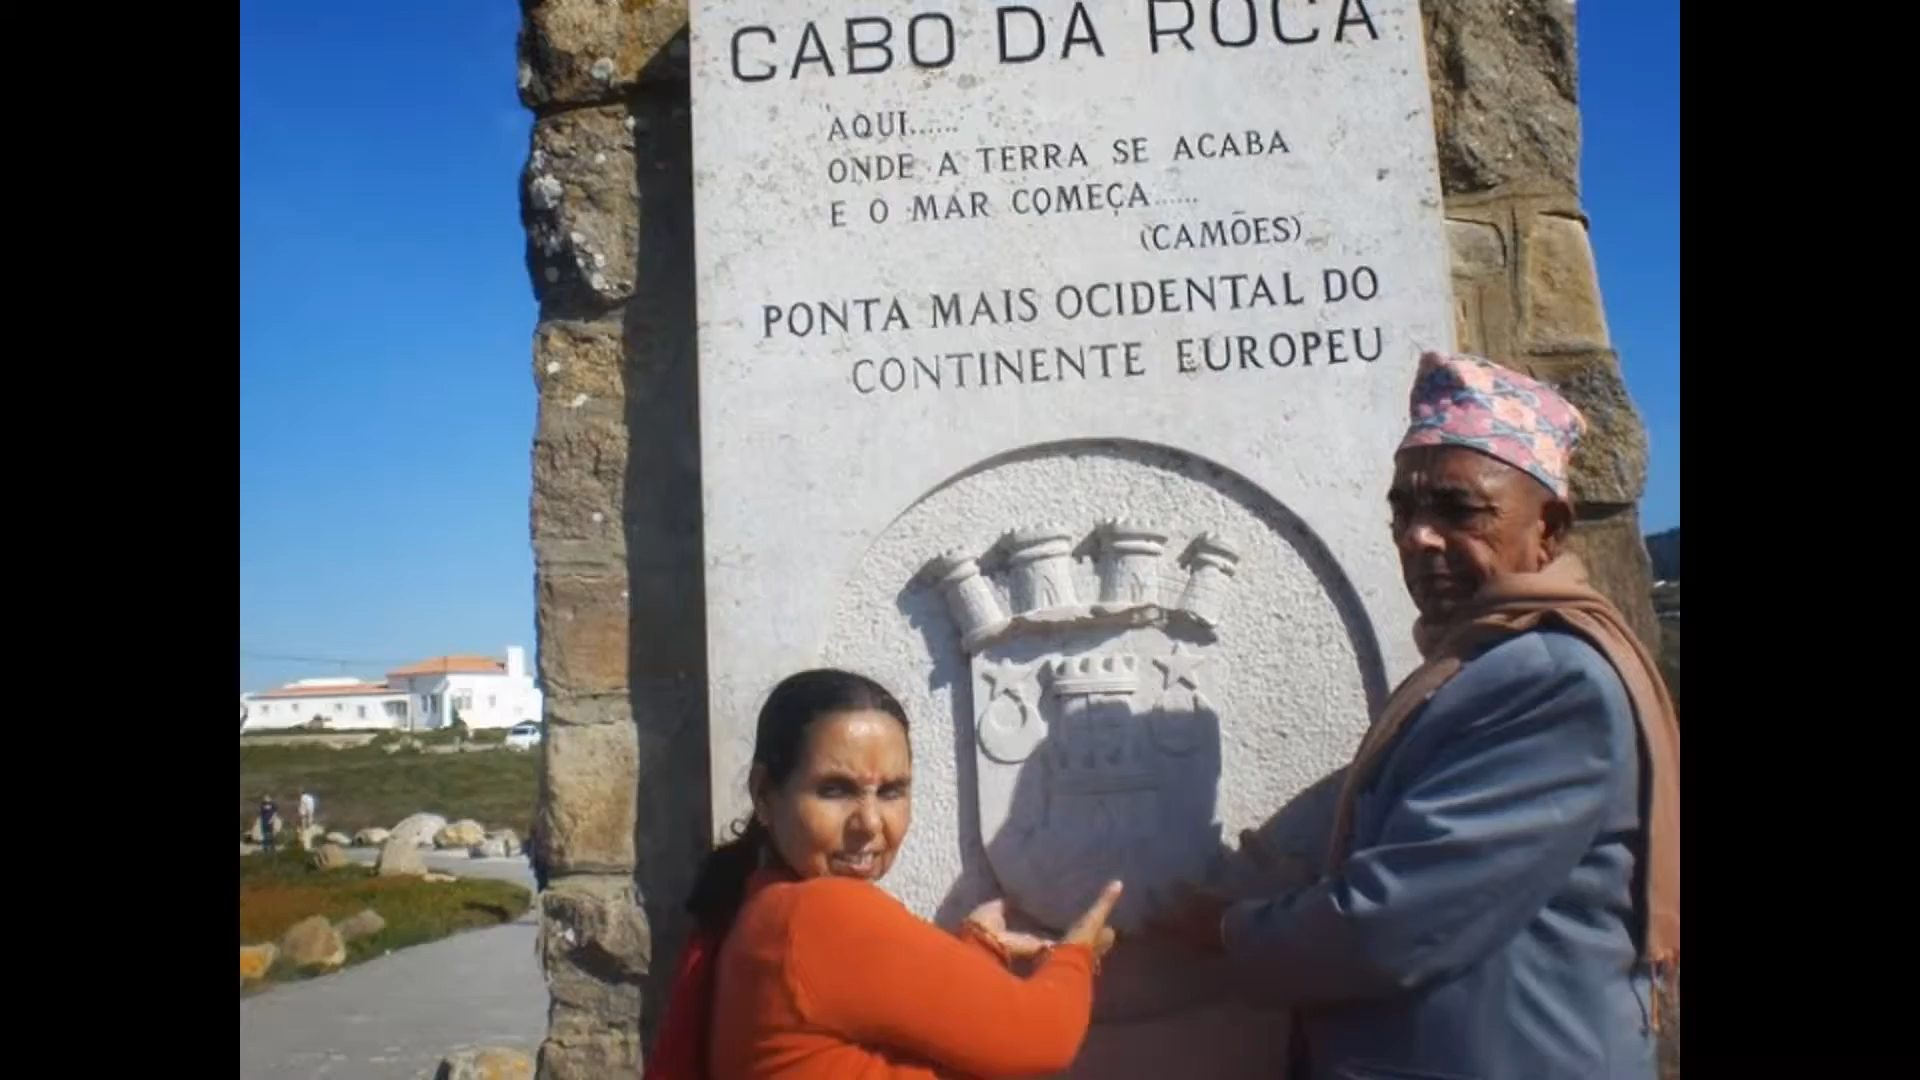 CABO DA ROCA
AQUI......
ONDE A TERRA SE ACABA
E O MAR COMEÇA......
(CAMÕES)
PONTA MAIS OCIDENTAL DO
CONTINENTE EUROPEU